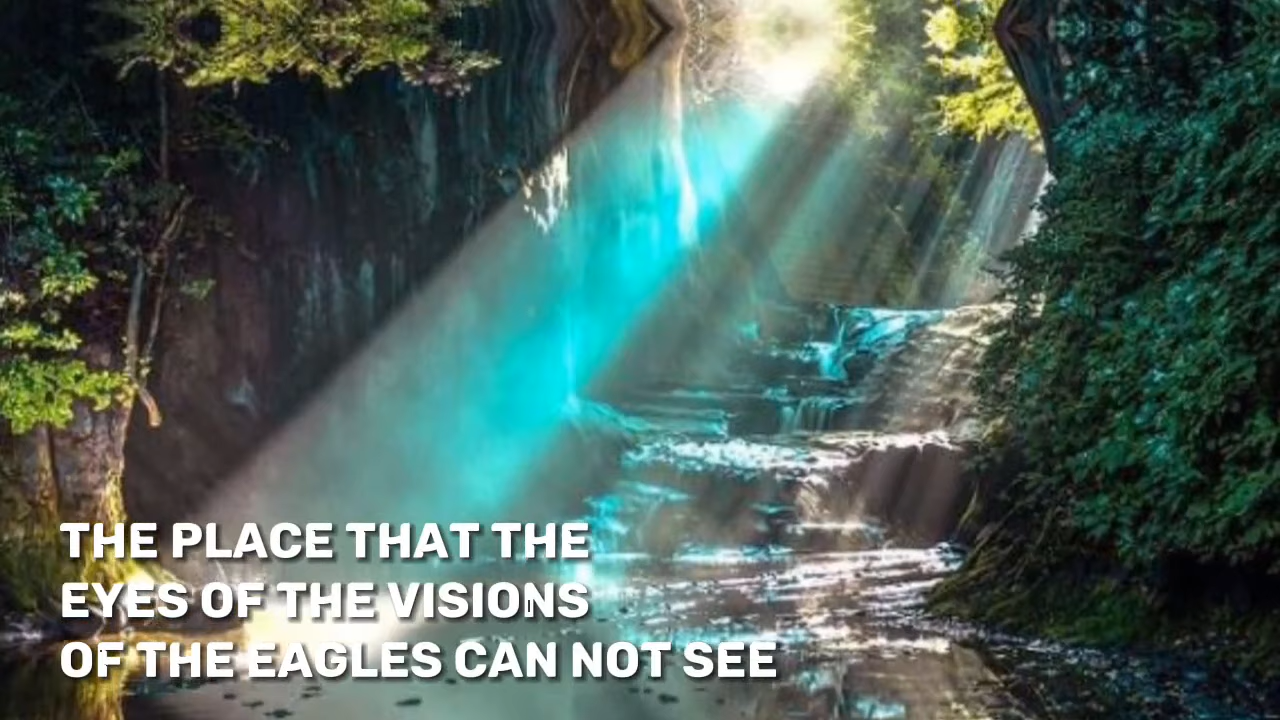 THE PLACE THAT THE
EYES OF THE VISIONS
OF THE EAGLES CAN NOT SEE